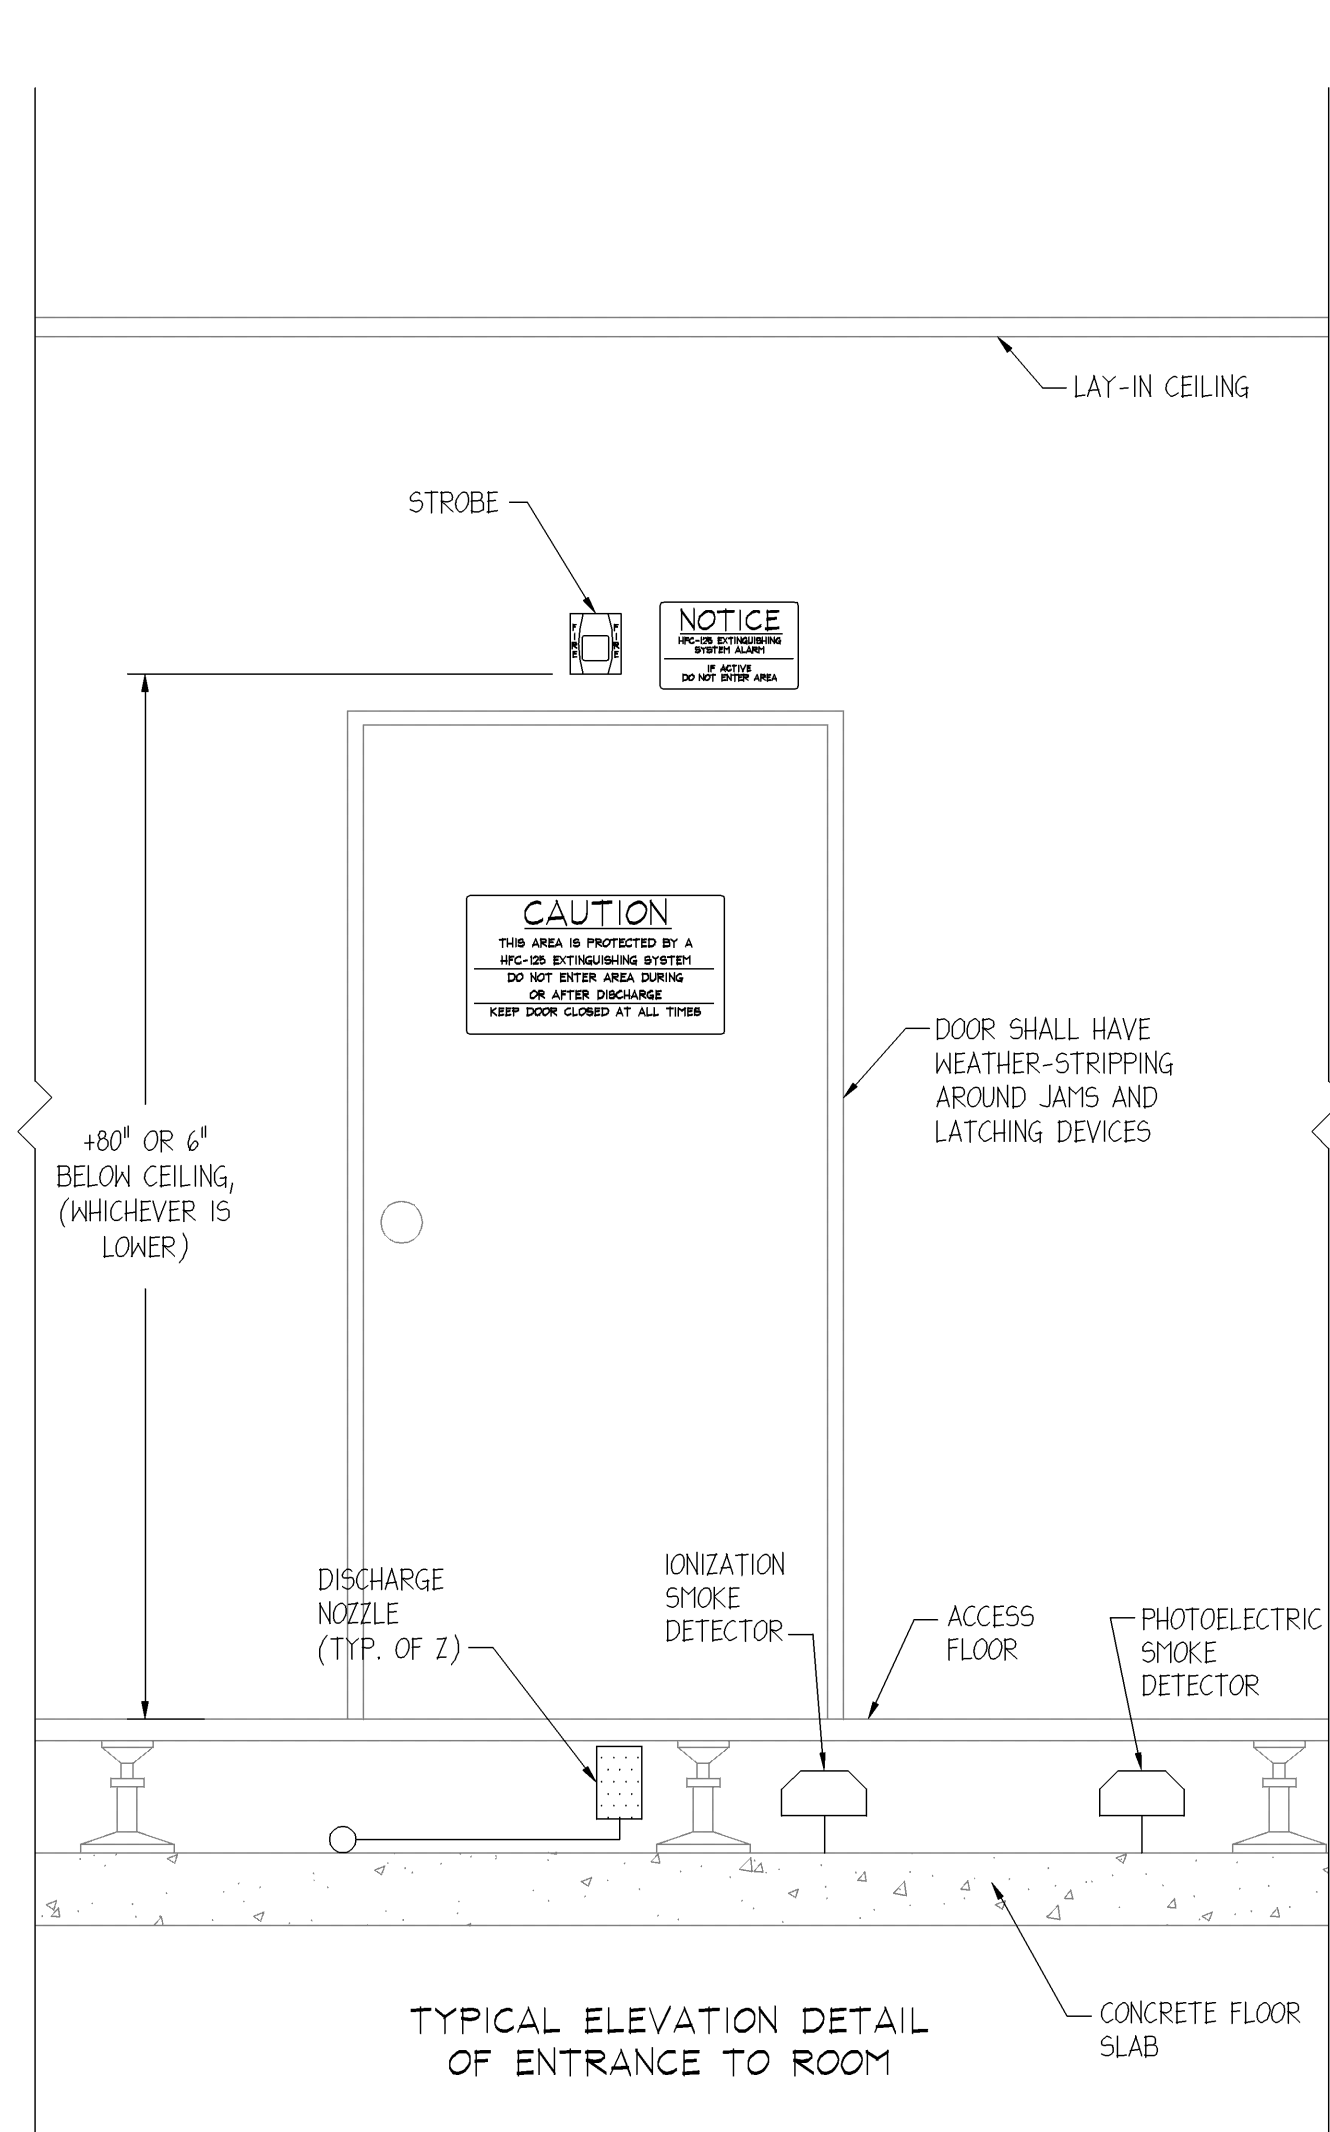 LAY-IN CEILING
STROBE
FIRE
FIRE
NOTICE
HFC-125 EXTINGUISHING
SYSTEM ALARM
IF ACTIVE
DO NOT ENTER AREA
CAUTION
THIS AREA IS PROTECTED BY A
HFC-125 EXTINGUISHING SYSTEM
DO NOT ENTER AREA DURING
OR AFTER DISCHARGE
KEEP DOOR CLOSED AT ALL TIMES
DOOR SHALL HAVE
WEATHER-STRIPPING
AROUND JAMS AND
LATCHING DEVICES
+80" OR 6"
BELOW CEILING,
(WHICHEVER IS
LOWER)
DISCHARGE
NOZZLE
(TYP. OF 2)
IONIZATION
SMOKE
DETECTOR
ACCESS
FLOOR
PHOTOELECTRIC
SMOKE
DETECTOR
CONCRETE FLOOR
SLAB
TYPICAL ELEVATION DETAIL
OF ENTRANCE TO ROOM